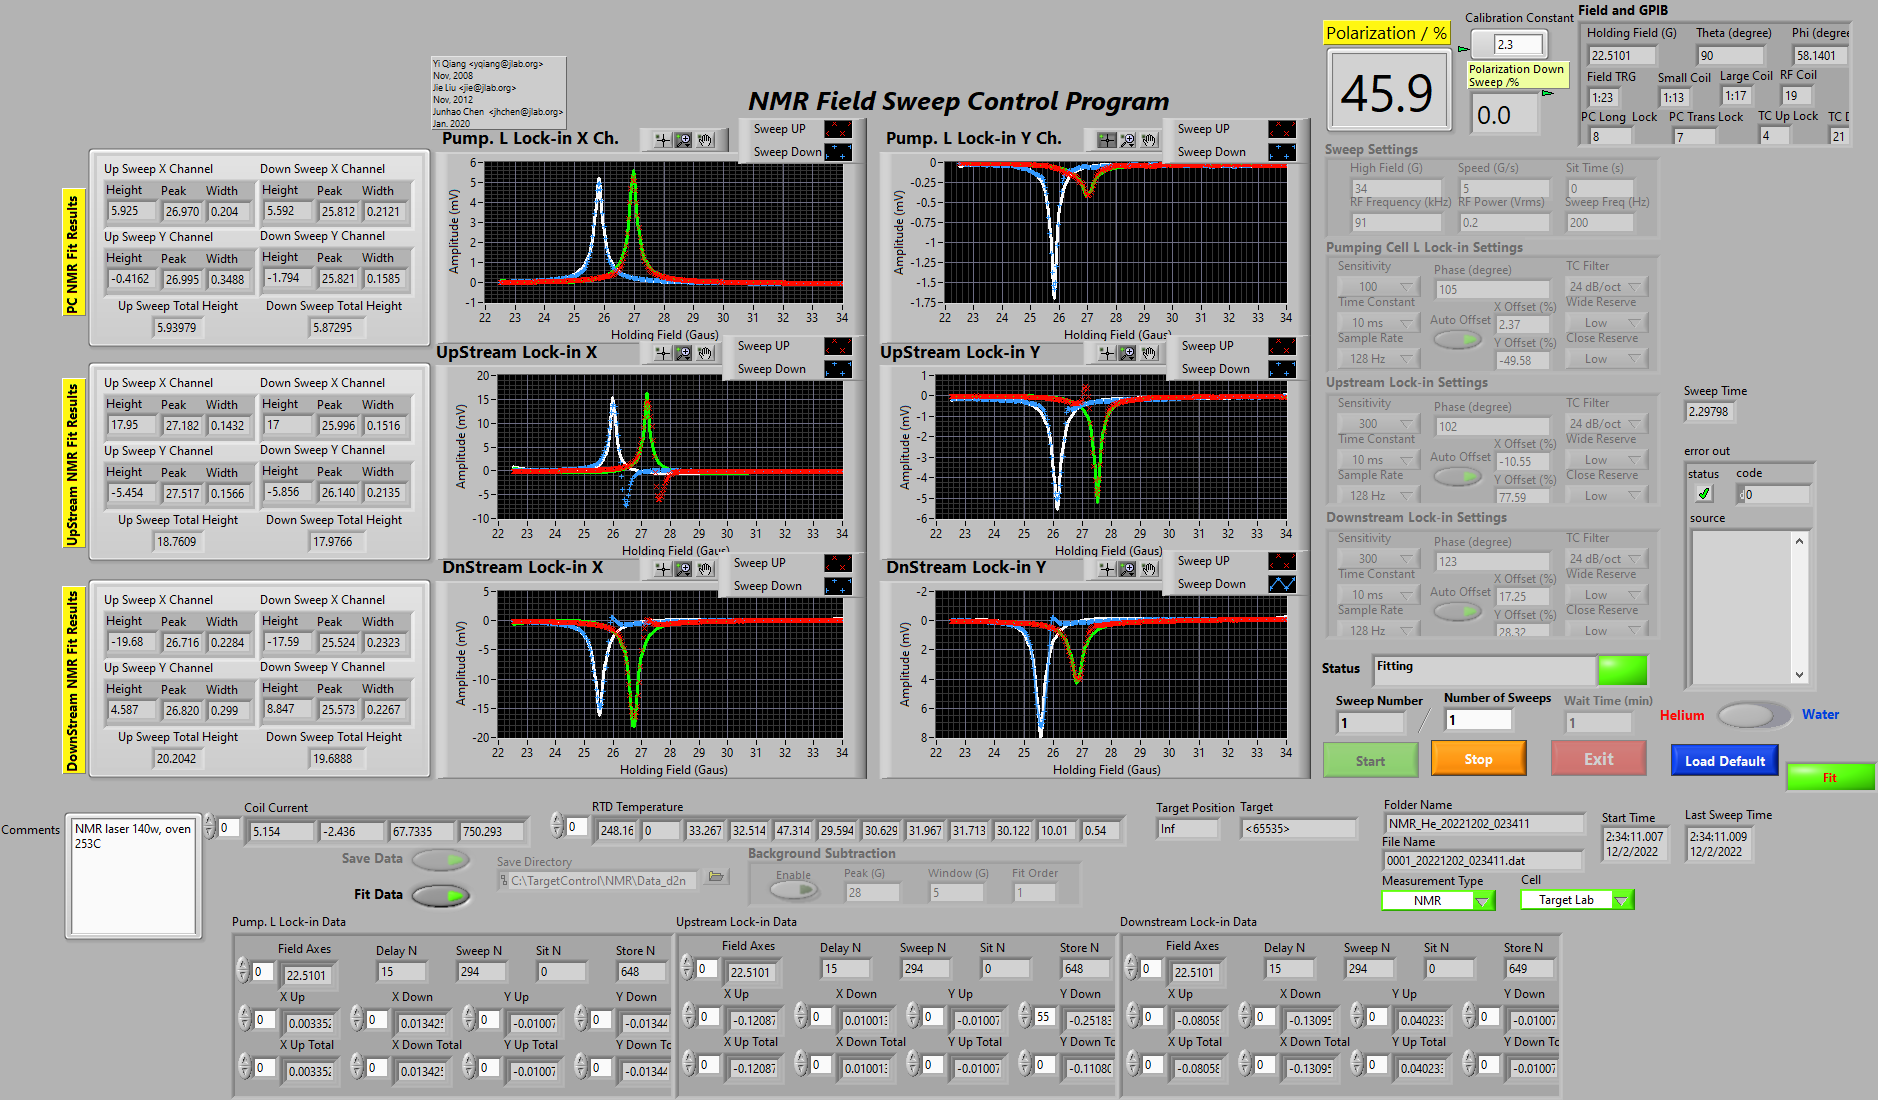 NMR Field Sweep Control Program
Yi Qiang <yqiang@jlab.org>
Nov, 2008
Jie Liu <jie@jlab.org>
Nov, 2012
Junhao Chen <jhchen@jlab.org>
Jan. 2020
Polarization / %
45.9
Calibration Constant
2.3
Polarization Down Sweep /%
0.0
Field and GPIB
Holding Field (G) Theta (degree) Phi (degree
22.5101 90 58.1401
Field TRG Small Coil Large Coil RF Coil
1:23 1:13 1:17 19
PC Long Lock PC Trans Lock TC Up Lock TC D
8 7 4 21
PC NMR Fit Results
Up Sweep X Channel Down Sweep X Channel
Height Peak Width Height Peak Width
5.925 26.970 0.204 5.592 25.812 0.2121
Up Sweep Y Channel Down Sweep Y Channel
Height Peak Width Height Peak Width
-0.4162 26.995 0.3488 -1.794 25.821 0.1585
Up Sweep Total Height Down Sweep Total Height
5.93979 5.87295
Pump. L Lock-in X Ch.
Sweep UP
Sweep Down
Amplitude (mV)
6 5 4 3 2 1 0 -1
22 23 24 25 26 27 28 29 30 31 32 33 34
Holding Field (Gaus)
Pump. L Lock-in Y Ch.
Sweep UP
Sweep Down
Amplitude (mV)
0 -0.25 -0.5 -0.75 -1 -1.25 -1.5 -1.75
22 23 24 25 26 27 28 29 30 31 32 33 34
Holding Field (Gaus)
UpStream NMR Fit Results
Up Sweep X Channel Down Sweep X Channel
Height Peak Width Height Peak Width
17.95 27.182 0.1432 17 25.996 0.1516
Up Sweep Y Channel Down Sweep Y Channel
Height Peak Width Height Peak Width
-5.454 27.517 0.1566 -5.856 26.140 0.2135
Up Sweep Total Height Down Sweep Total Height
18.7609 17.9766
UpStream Lock-in X
Sweep UP
Sweep Down
Amplitude (mV)
20 15 10 5 0 -5 -10
22 23 24 25 26 27 28 29 30 31 32 33 34
Holding Field (Gaus)
UpStream Lock-in Y
Sweep UP
Sweep Down
Amplitude (mV)
1 0 -1 -2 -3 -4 -5 -6
22 23 24 25 26 27 28 29 30 31 32 33 34
Holding Field (Gaus)
DownStream NMR Fit Results
Up Sweep X Channel Down Sweep X Channel
Height Peak Width Height Peak Width
-19.68 26.716 0.2284 -17.59 25.524 0.2323
Up Sweep Y Channel Down Sweep Y Channel
Height Peak Width Height Peak Width
4.587 26.820 0.299 8.847 25.573 0.2267
Up Sweep Total Height Down Sweep Total Height
20.2042 19.6888
DnStream Lock-in X
Sweep UP
Sweep Down
Amplitude (mV)
5 0 -5 -10 -15 -20
22 23 24 25 26 27 28 29 30 31 32 33 34
Holding Field (Gaus)
DnStream Lock-in Y
Sweep UP
Sweep Down
Amplitude (mV)
-2 0 2 4 6 8
22 23 24 25 26 27 28 29 30 31 32 33 34
Holding Field (Gaus)
Sweep Settings
High Field (G) Speed (G/s) Sit Time (s)
34 5 0
RF Frequency (kHz) RF Power (Vrms) Sweep Freq (Hz)
91 0.2 200
Pumping Cell L Lock-in Settings
Sensitivity Phase (degree) TC Filter
100 105 24 dB/oct
Time Constant X Offset (%) Wide Reserve
10 ms Auto Offset 2.37 Low
Sample Rate Y Offset (%) Close Reserve
128 Hz -49.58 Low
Upstream Lock-in Settings
Sensitivity Phase (degree) TC Filter
300 102 24 dB/oct
Time Constant X Offset (%) Wide Reserve
10 ms Auto Offset -10.55 Low
Sample Rate Y Offset (%) Close Reserve
128 Hz 77.59 Low
Downstream Lock-in Settings
Sensitivity Phase (degree) TC Filter
300 123 24 dB/oct
Time Constant X Offset (%) Wide Reserve
10 ms Auto Offset 17.25 Low
Sample Rate Y Offset (%) Close Reserve
128 Hz 28.32 Low
Sweep Time
2.29798
error out
status code
0
source
Status Fitting
Sweep Number Number of Sweeps Wait Time (min)
1 / 1 1
Helium Water
Start Stop Exit Load Default Fit
Comments
NMR laser 140w, oven
253C
Coil Current
0 5.154 -2.436 67.7335 750.293
RTD Temperature
0 248.16 0 33.267 32.514 47.314 29.594 30.629 31.967 31.713 30.122 10.01 0.54
Target Position Target
Inf <65535>
Folder Name
NMR_He_20221202_023411
File Name
0001_20221202_023411.dat
Start Time Last Sweep Time
2:34:11.007 2:34:11.009
12/2/2022 12/2/2022
Measurement Type Cell
NMR Target Lab
Save Data
Fit Data
Save Directory
C:\TargetControl\NMR\Data_d2n
Background Subtraction
Enable Peak (G) Window (G) Fit Order
28 5 1
Pump. L Lock-in Data
Field Axes Delay N Sweep N Sit N Store N
0 22.5101 15 294 0 648
X Up X Down Y Up Y Down
0 0.003352 0 0.013425 0 -0.01007 0 -0.01344
X Up Total X Down Total Y Up Total Y Down To
0 0.003352 0 0.013425 0 -0.01007 0 -0.01344
Upstream Lock-in Data
Field Axes Delay N Sweep N Sit N Store N
0 22.5101 15 294 0 648
X Up X Down Y Up Y Down
0 -0.12087 0 0.010013 0 -0.01007 55 -0.25183
X Up Total X Down Total Y Up Total Y Down Tc
0 -0.12087 0 0.010013 0 -0.01007 0 -0.11080
Downstream Lock-in Data
Field Axes Delay N Sweep N Sit N Store N
0 22.5101 15 294 0 649
X Up X Down Y Up Y Down
0 -0.08058 0 -0.13095 0 0.040233 0 -0.01007
X Up Total X Down Total Y Up Total Y Down Tc
0 -0.08058 0 -0.13095 0 0.040233 0 -0.01007